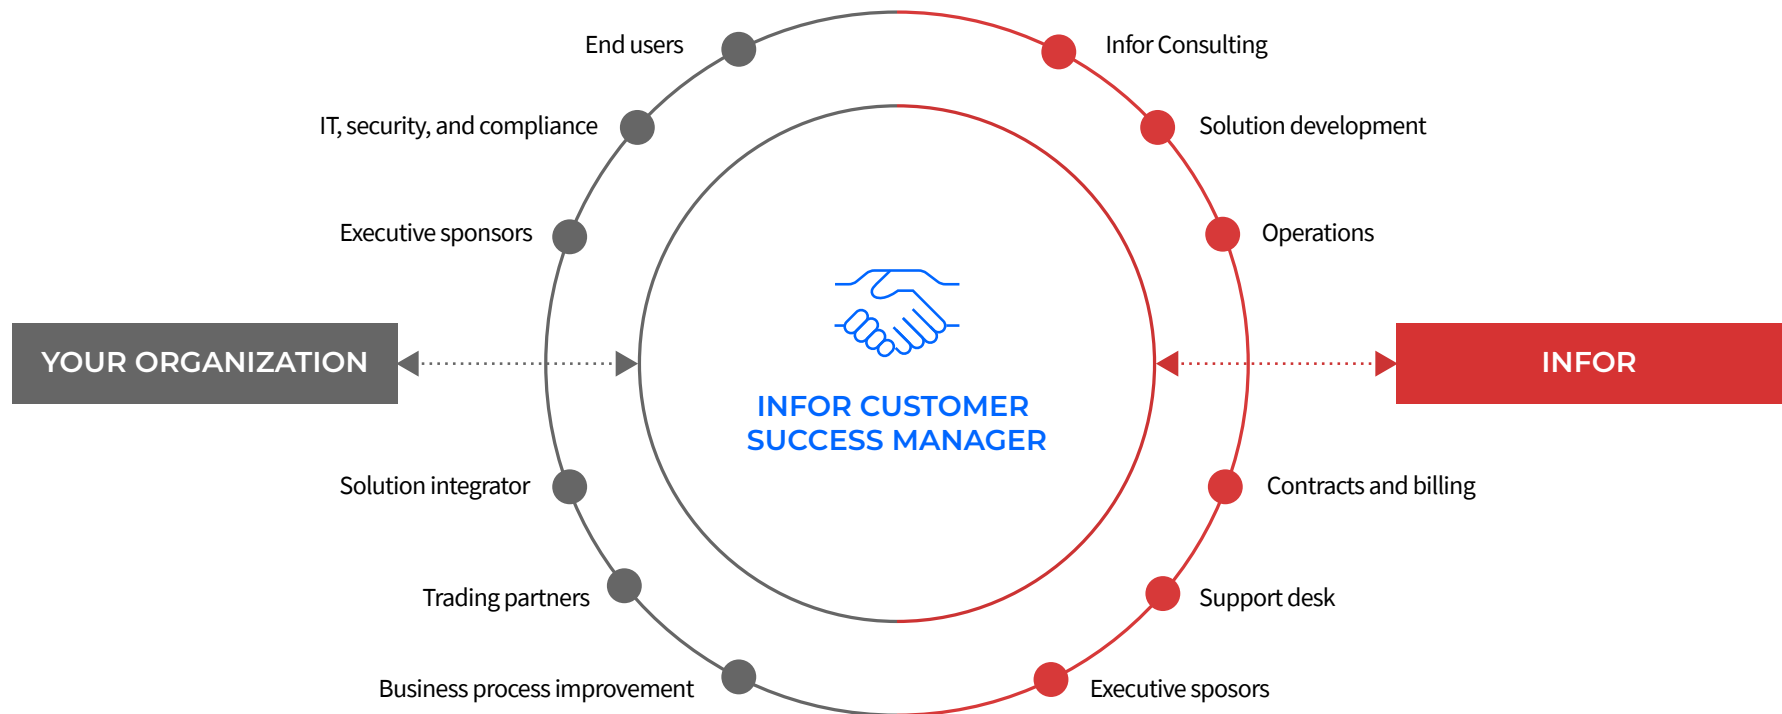 End users
Infor Consulting
IT, security, and compliance
Solution development
Executive sponsors
Operations
YOUR ORGANIZATION
INFOR
INFOR CUSTOMER
SUCCESS MANAGER
Solution integrator
Contracts and billing
Trading partners
Support desk
Business process improvement
Executive sposors